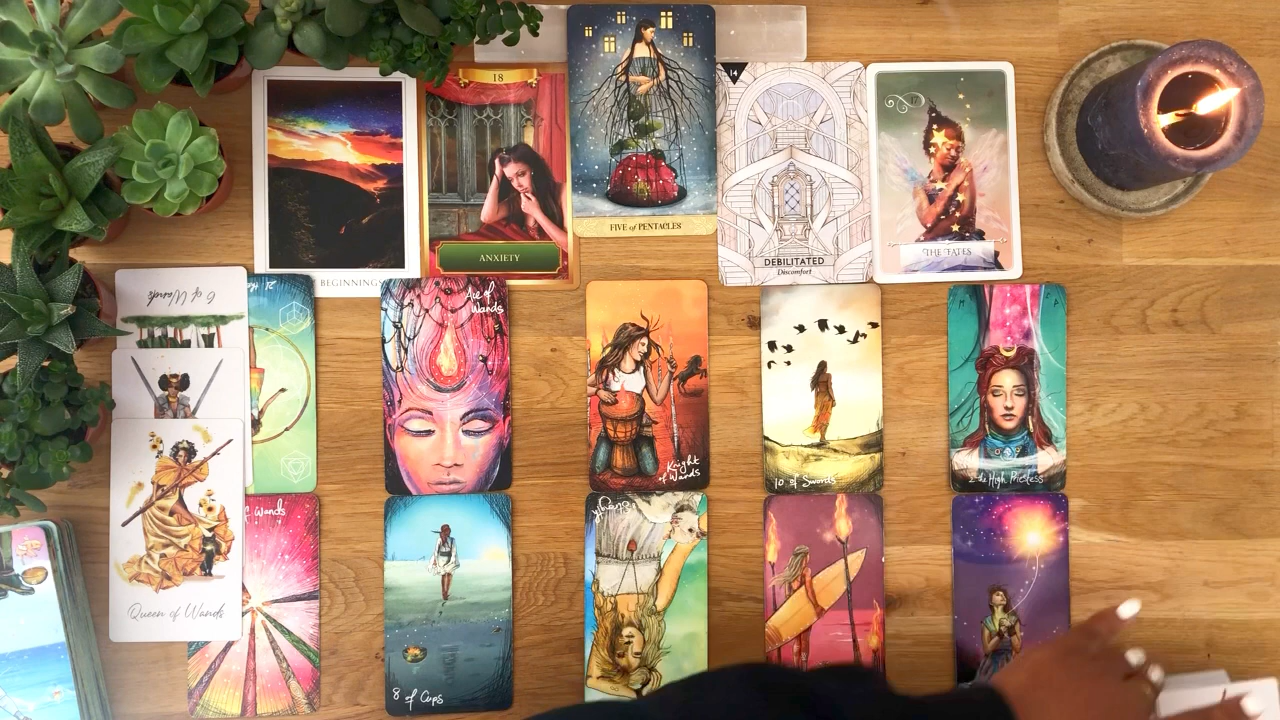 BEGINNING
18
ANXIETY
FIVE of PENTACLES
14
DEBILITATED
Discomfort
THE FATES
6 of Wands
21 the
Ace of
Wands
Knight
of Wands
10 of Swords
2 the High Priestess
Queen of Wands
Wands
8 of Cups